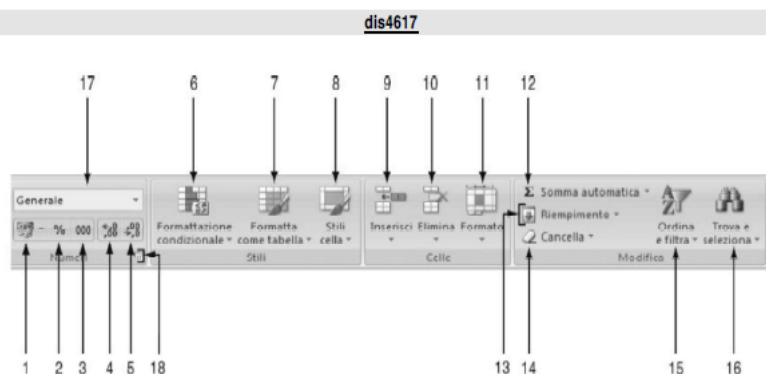 dis4617
17 6 7 8 9 10 11 12
Generale
% 000
Numeri
Formattazione condizionale
Formatta come tabella
Stili cella
Stili
Inserisci
Elimina
Formato
Celle
Σ Somma automatica
Riempimento
Cancella
Ordina e filtra
Trova e seleziona
Modifica
13
1 2 3 4 5 18 14 15 16